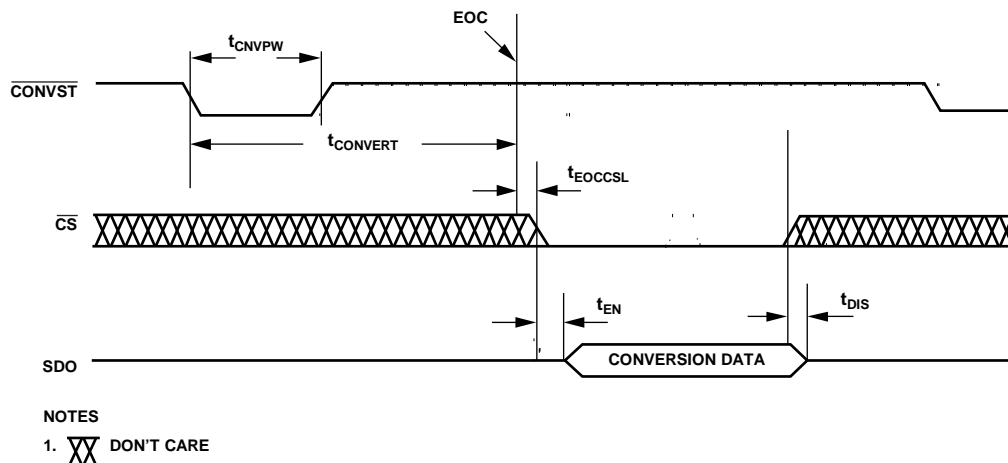 EOC
tCNVPW
CONVST
tCONVERT
tEOCCSL
CS
tEN
tDIS
SDO
CONVERSION DATA
NOTES
1. DON'T CARE